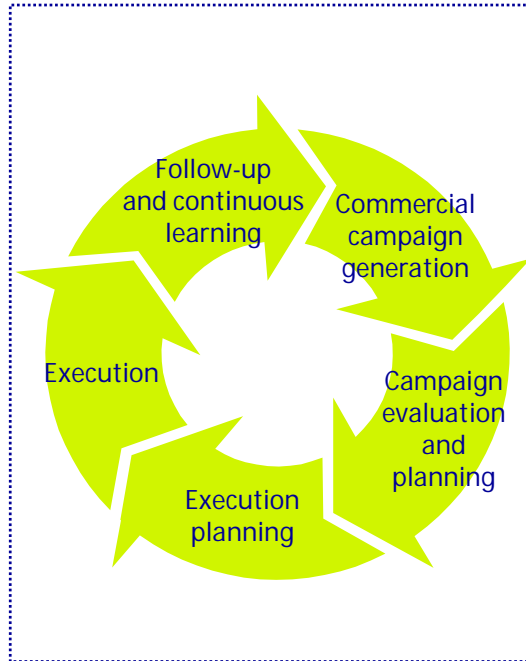 Follow-up
and continuous
learning
Commercial
campaign
generation
Campaign
evaluation
and
planning
Execution
planning
Execution